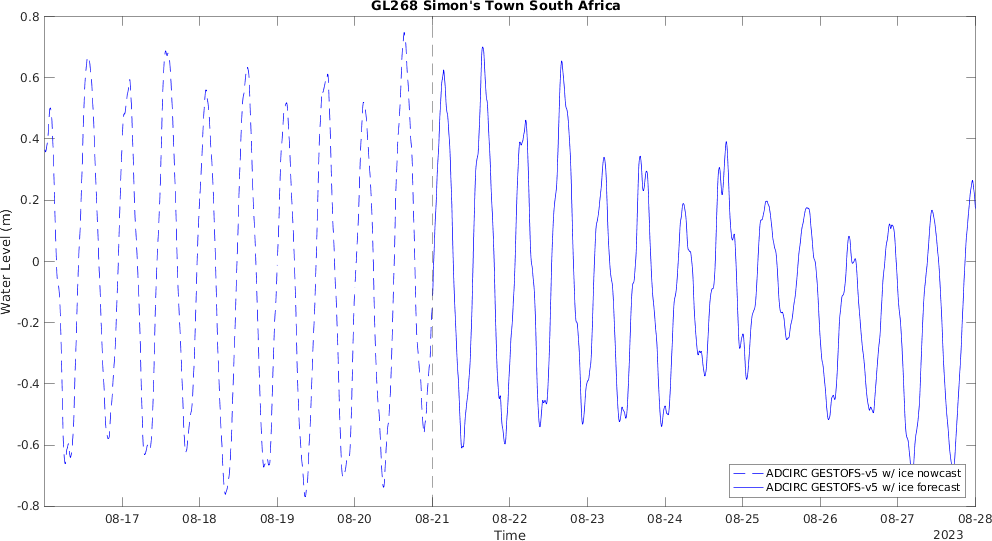 GL268 Simon's Town South Africa
0.8
0.6
0.4
0.2
0
-0.2
-0.4
-0.6
-0.8
Water Level (m)
ADCIRC GESTOFS-v5 w/ ice nowcast
ADCIRC GESTOFS-v5 w/ ice forecast
08-17 08-18 08-19 08-20 08-21 08-22 08-23 08-24 08-25 08-26 08-27 08-28
Time
2023